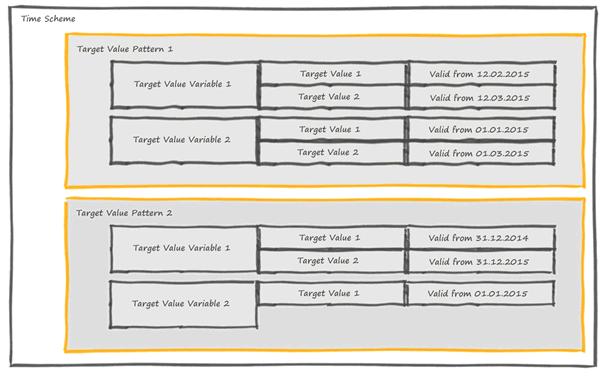 Time Scheme
Target Value Pattern 1
Target Value Variable 1
Target Value 1
Valid from 12.02.2015
Target Value 2
Valid from 12.03.2015
Target Value Variable 2
Target Value 1
Valid from 01.01.2015
Target Value 2
Valid from 01.03.2015
Target Value Pattern 2
Target Value Variable 1
Target Value 1
Valid from 31.12.2014
Target Value 2
Valid from 31.12.2015
Target Value Variable 2
Target Value 1
Valid from 01.01.2015